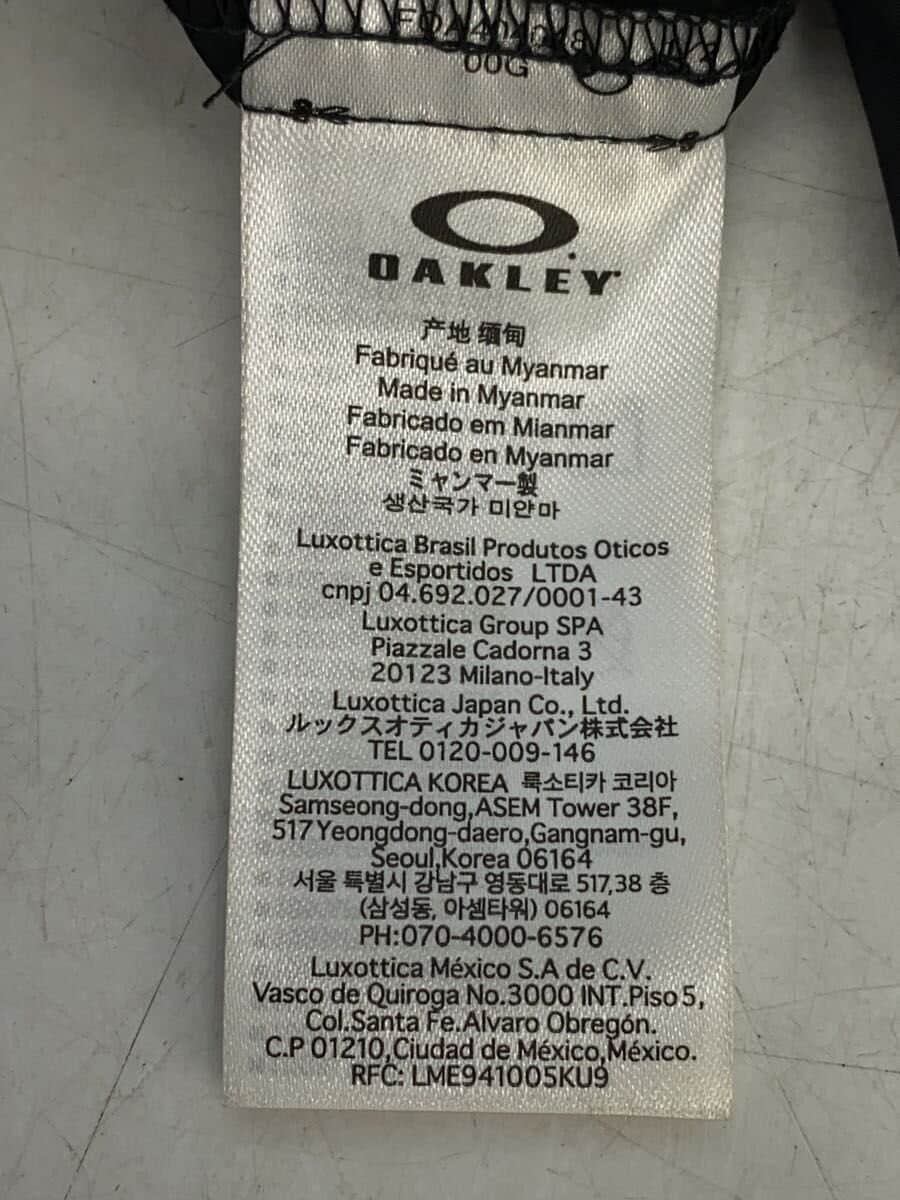 00G
OAKLEY
产地 缅甸
Fabriqué au Myanmar
Made in Myanmar
Fabricado em Mianmar
Fabricado en Myanmar
ミャンマー製
생산국가 미얀마
Luxottica Brasil Produtos Oticos
e Esportidos LTDA
cnpj 04.692.027/0001-43
Luxottica Group SPA
Piazzale Cadorna 3
20123 Milano-Italy
Luxottica Japan Co., Ltd.
ルックスオティカジャパン株式会社
TEL 0120-009-146
LUXOTTICA KOREA 룩소티카 코리아
Samseong-dong,ASEM Tower 38F,
517 Yeongdong-daero,Gangnam-gu,
Seoul,Korea 06164
서울 특별시 강남구 영동대로 517,38 층
(삼성동, 아셈타워) 06164
PH:070-4000-6576
Luxottica México S.A de C.V.
Vasco de Quiroga No.3000 INT.Piso 5,
Col.Santa Fe.Alvaro Obregón.
C.P 01210,Ciudad de México,México.
RFC: LME941005KU9